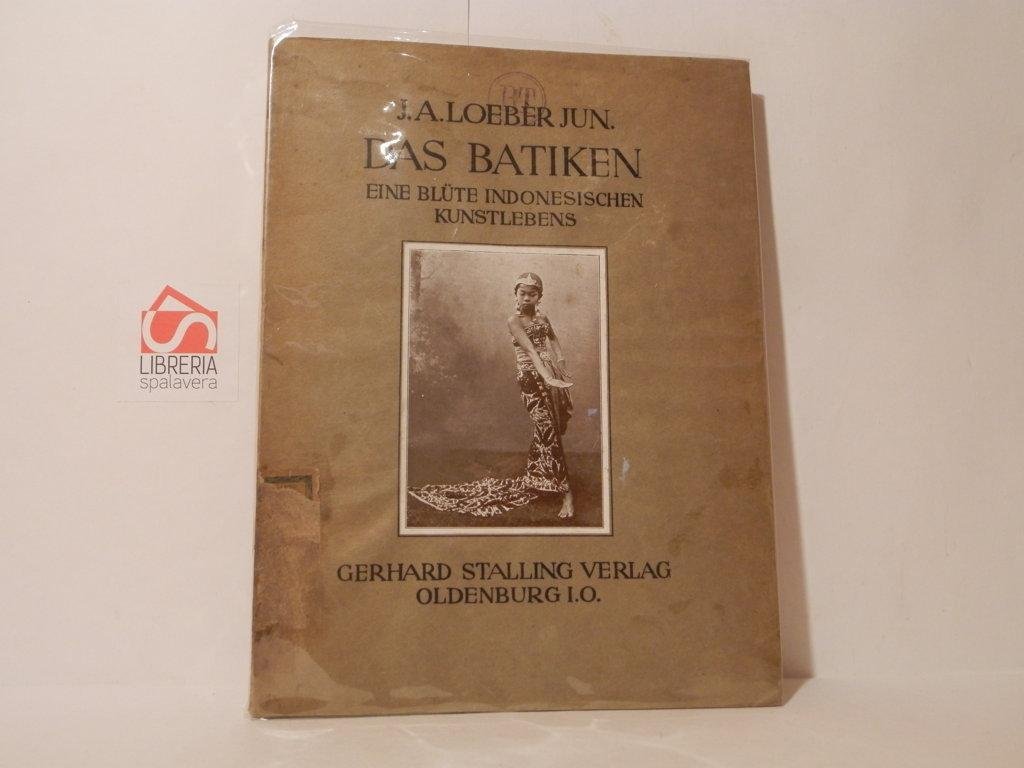 J.A. LOEBER JUN.
DAS BATIKEN
EINE BLÜTE INDONESISCHEN
KUNSTLEBENS
GERHARD STALLING VERLAG
OLDENBURG I.O.
LIBRERIA
spalavera